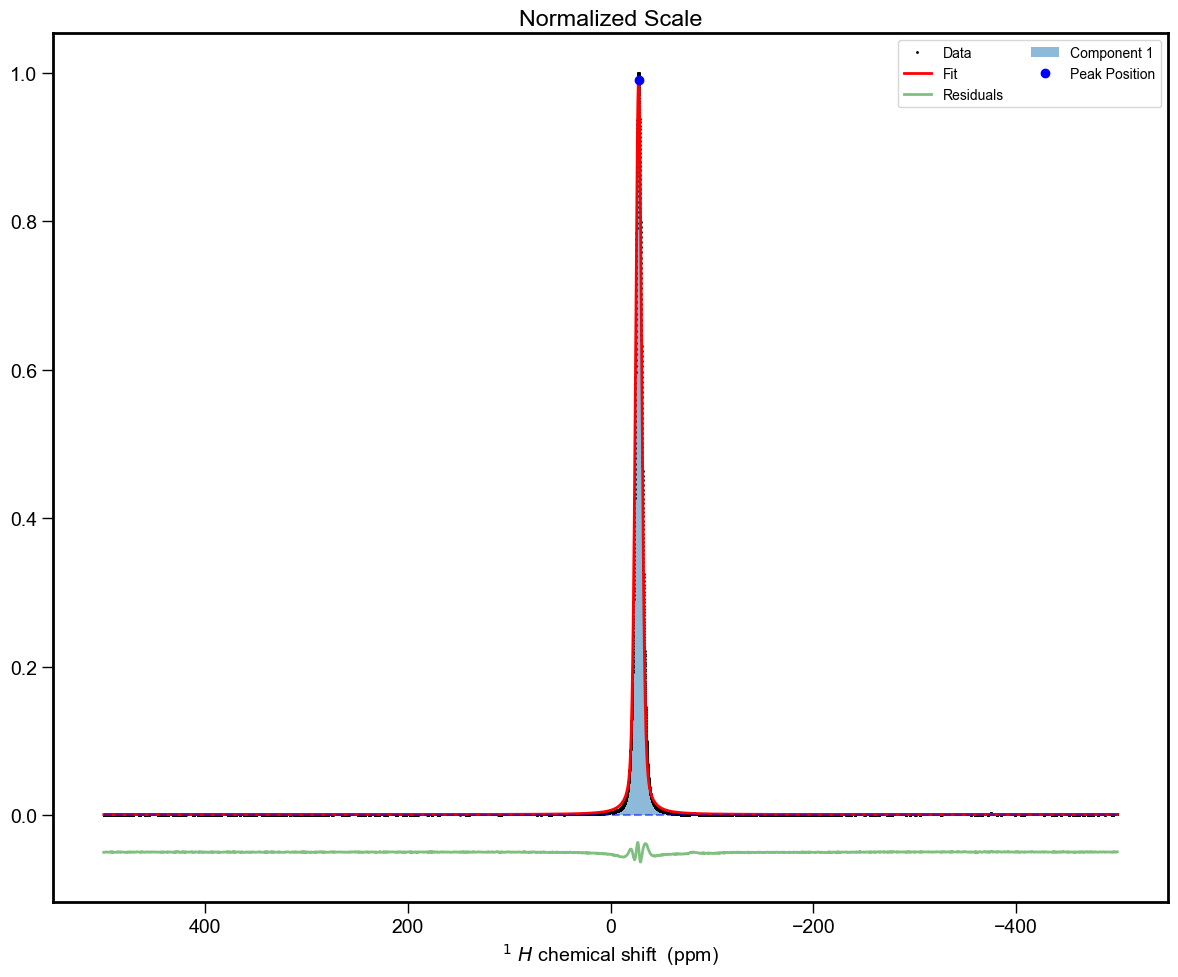 Normalized Scale
Data
Fit
Residuals
Component 1
Peak Position
1.0
0.8
0.6
0.4
0.2
0.0
400
200
0
−200
−400
¹ H chemical shift (ppm)